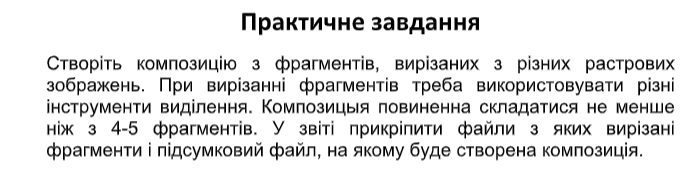 Практичне завдання
Створіть композицію з фрагментів, вирізаних з різних растрових
зображень. При вирізанні фрагментів треба використовувати різні
інструменти виділення. Композицыя повиненна складатися не менше
ніж з 4-5 фрагментів. У звіті прикріпити файли з яких вирізані
фрагменти і підсумковий файл, на якому буде створена композиція.